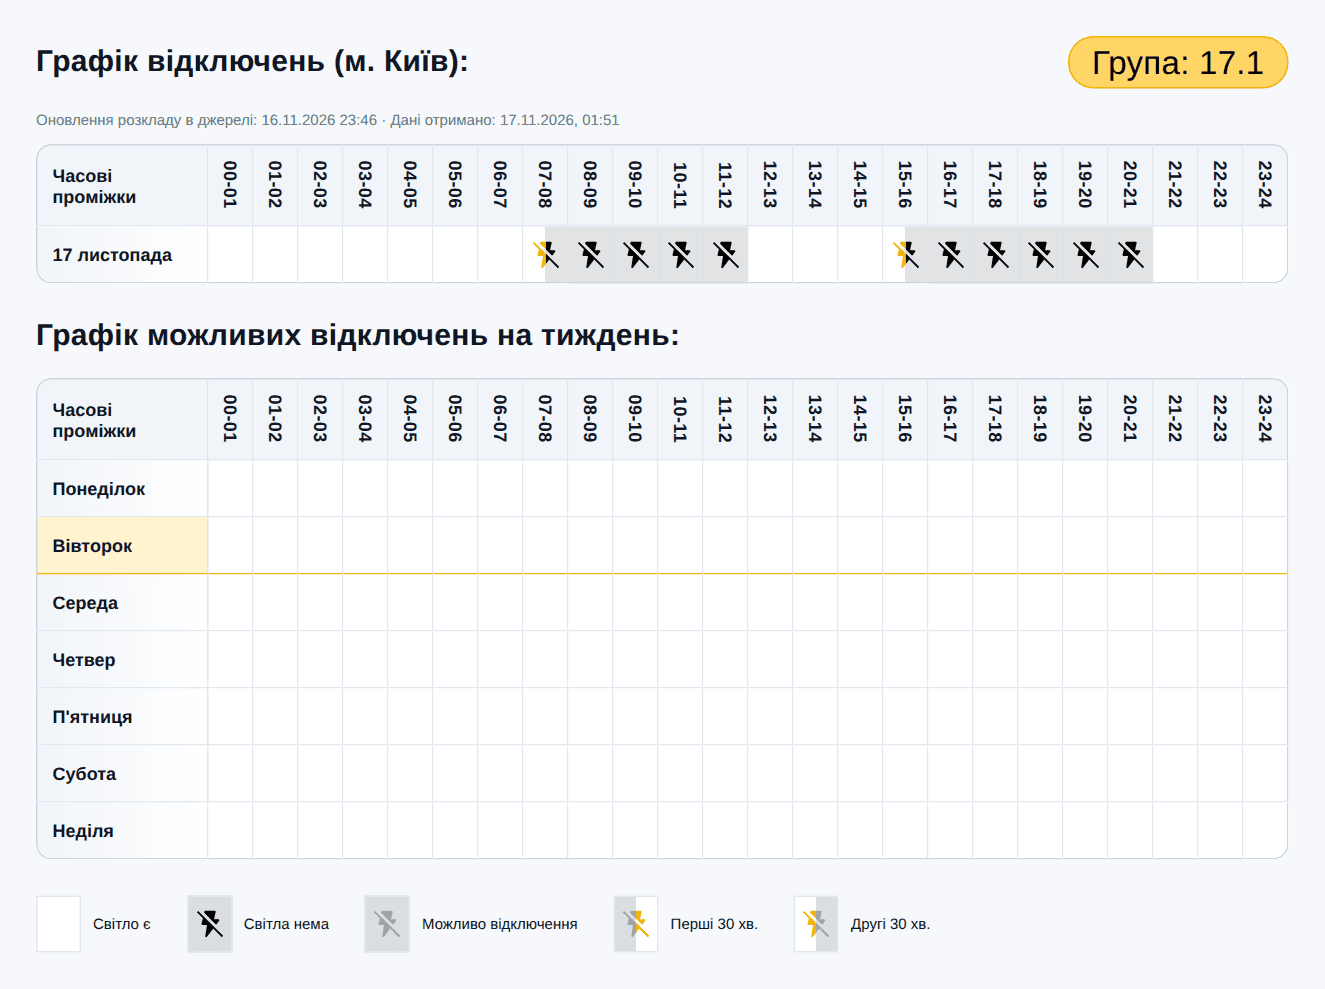 Графік відключень (м. Київ):
Група: 17.1
Оновлення розкладу в джерелі: 16.11.2026 23:46 · Дані отримано: 17.11.2026, 01:51
Часові
проміжки
00-01
01-02
02-03
03-04
04-05
05-06
06-07
07-08
08-09
09-10
10-11
11-12
12-13
13-14
14-15
15-16
16-17
17-18
18-19
19-20
20-21
21-22
22-23
23-24
17 листопада
Графік можливих відключень на тиждень:
Часові
проміжки
00-01
01-02
02-03
03-04
04-05
05-06
06-07
07-08
08-09
09-10
10-11
11-12
12-13
13-14
14-15
15-16
16-17
17-18
18-19
19-20
20-21
21-22
22-23
23-24
Понеділок
Вівторок
Середа
Четвер
П'ятниця
Субота
Неділя
Світло є
Світла нема
Можливо відключення
Перші 30 хв.
Другі 30 хв.